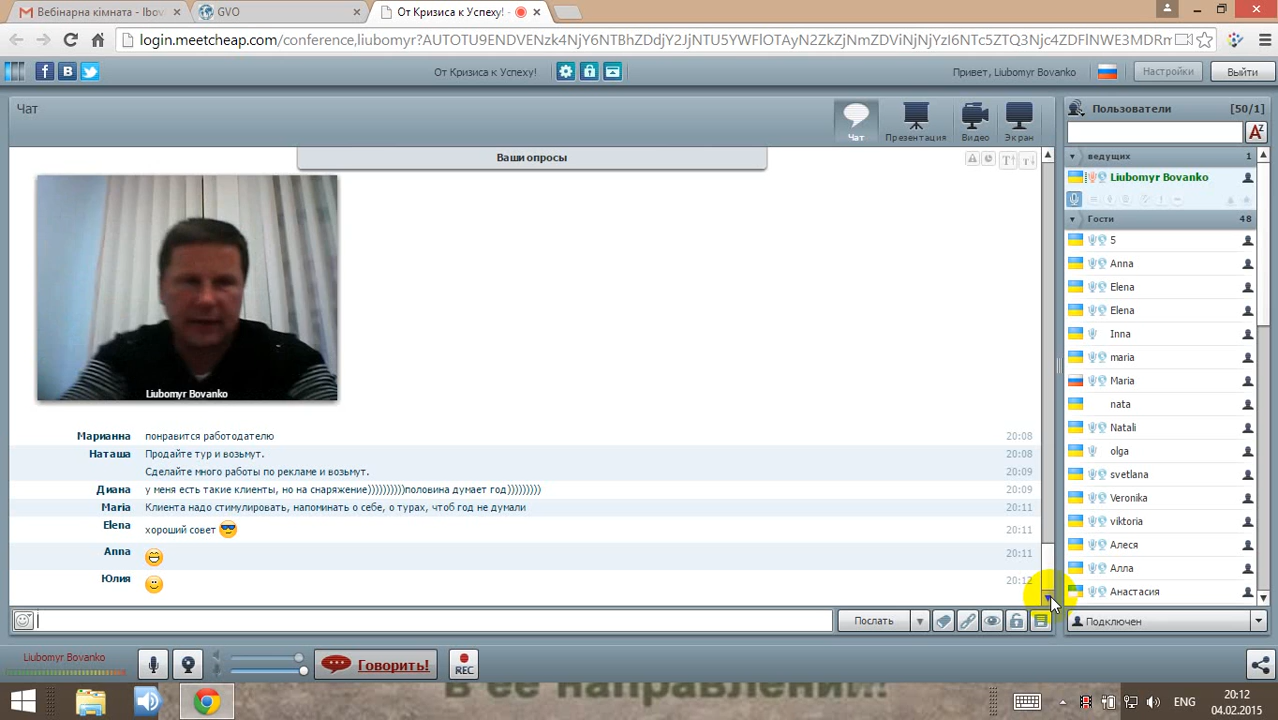 Вебінарна кімната - lbov
GVO
От Кризиса к Успеху! -
login.meetcheap.com/conference,liubomyr?AUTOTU9ENDVENzk4NjY6NTBhZDdjY2JjNTU5YWFlOTAyN2ZkZjNmZDViNjNjYzI6NTc5ZTQ3Njc4ZDFlNWE3MDRm
От Кризиса к Успеху!
Привет, Liubomyr Bovanko
Настройки
Выйти
Чат
Чат
Презентация
Видео
Экран
Пользователи
[50/1]
Ваши опросы
ведущих 1
Liubomyr Bovanko
Гости 48
5
Anna
Elena
Elena
Inna
maria
Maria
nata
Natali
olga
svetlana
Veronika
viktoria
Алеся
Алла
Анастасия
Liubomyr Bovanko
Марианна понравится работодателю 20:08
Наташа Продайте тур и возьмут. 20:08
Сделайте много работы по рекламе и возьмут. 20:09
Диана у меня есть такие клиенты, но на снаряжение))))))))))половина думает год))))))))) 20:09
Maria Клиента надо стимулировать, напоминать о себе, о турах, чтоб год не думали 20:11
Elena хороший совет 20:11
Anna 20:11
Юлия 20:12
Послать
Подключен
Liubomyr Bovanko
Говорить!
REC
ENG
20:12
04.02.2015